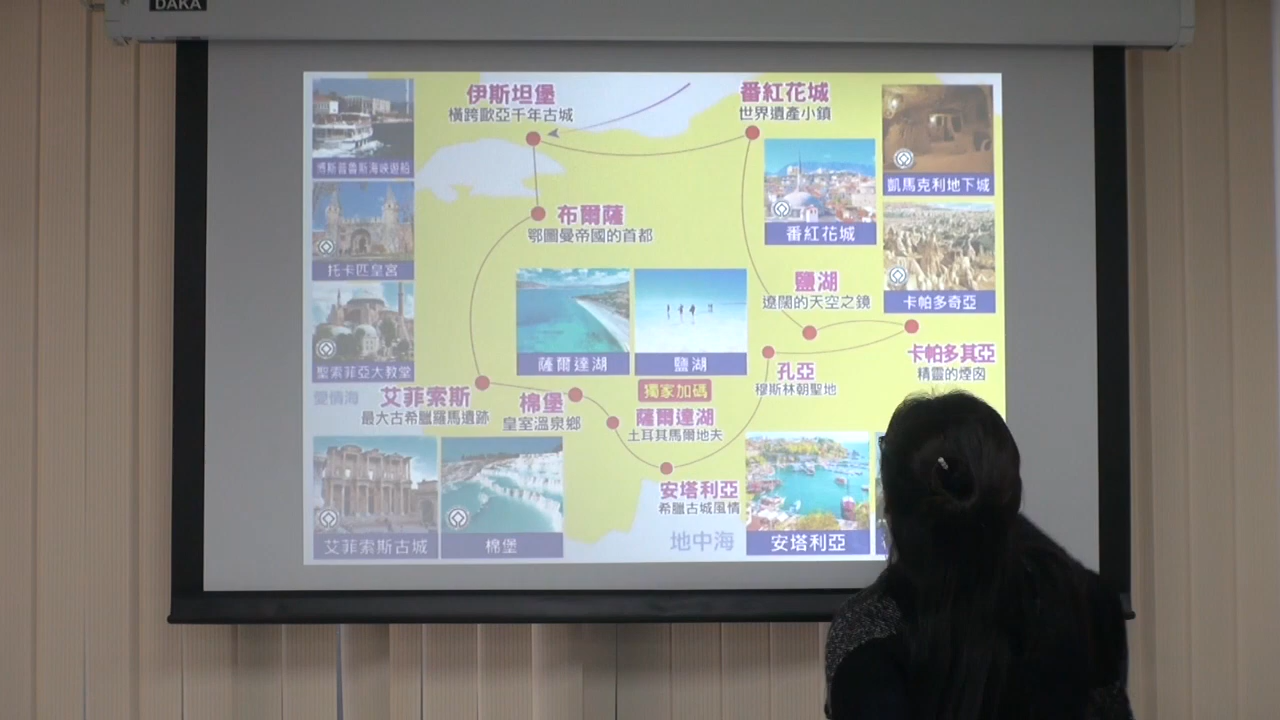 DAKA
伊斯坦堡
橫跨歐亞千年古城
番紅花城
世界遺產小鎮
博斯普魯斯海峽遊船
凱馬克利地下城
布爾薩
鄂圖曼帝國的首都
番紅花城
托卡匹皇宮
鹽湖
遼闊的天空之鏡
卡帕多奇亞
薩爾達湖
鹽湖
卡帕多其亞
精靈的煙囪
聖索菲亞大教堂
孔亞
穆斯林朝聖地
愛情海
艾菲索斯
最大古希臘羅馬遺跡
棉堡
皇室溫泉鄉
獨家加碼
薩爾達湖
土耳其馬爾地夫
安塔利亞
希臘古城風情
地中海
艾菲索斯古城
棉堡
安塔利亞